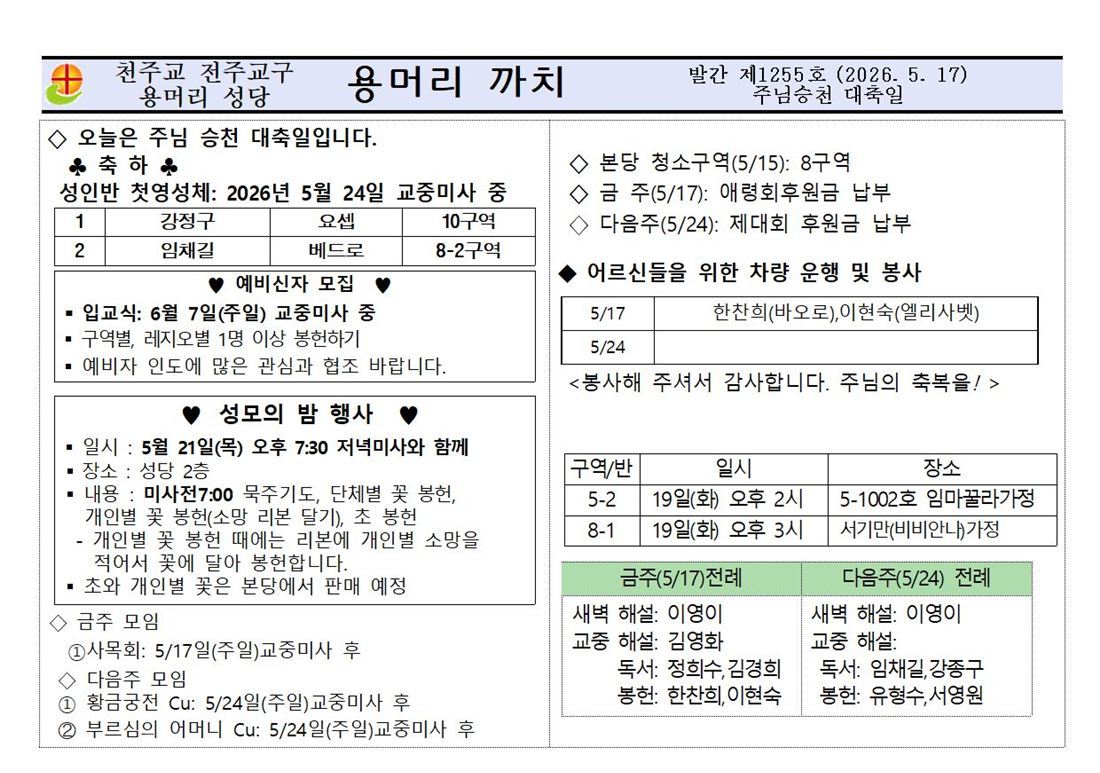 천주교 전주교구
용머리 성당
용머리 까치
발간 제1255호 (2026. 5. 17)
주님승천 대축일
◇ 오늘은 주님 승천 대축일입니다.
♣ 축 하 ♣
성인반 첫영성체: 2026년 5월 24일 교중미사 중
1 강정구 요셉 10구역
2 임채길 베드로 8-2구역
♥ 예비신자 모집 ♥
▪ 입교식: 6월 7일(주일) 교중미사 중
▪ 구역별, 레지오별 1명 이상 봉헌하기
▪ 예비자 인도에 많은 관심과 협조 바랍니다.
♥ 성모의 밤 행사 ♥
▪ 일시 : 5월 21일(목) 오후 7:30 저녁미사와 함께
▪ 장소 : 성당 2층
▪ 내용 : 미사전7:00 묵주기도, 단체별 꽃 봉헌,
개인별 꽃 봉헌(소망 리본 달기), 초 봉헌
- 개인별 꽃 봉헌 때에는 리본에 개인별 소망을
적어서 꽃에 달아 봉헌합니다.
▪ 초와 개인별 꽃은 본당에서 판매 예정
◇ 금주 모임
①사목회: 5/17일(주일)교중미사 후
◇ 다음주 모임
① 황금궁전 Cu: 5/24일(주일)교중미사 후
② 부르심의 어머니 Cu: 5/24일(주일)교중미사 후
◇ 본당 청소구역(5/15): 8구역
◇ 금 주(5/17): 애령회후원금 납부
◇ 다음주(5/24): 제대회 후원금 납부
◆ 어르신들을 위한 차량 운행 및 봉사
5/17 한찬희(바오로),이현숙(엘리사벳)
5/24
<봉사해 주셔서 감사합니다. 주님의 축복을! >
구역/반 일시 장소
5-2 19일(화) 오후 2시 5-1002호 임마꿀라가정
8-1 19일(화) 오후 3시 서기만(비비안나)가정
금주(5/17)전례
새벽 해설: 이영이
교중 해설: 김영화
독서: 정희수,김경희
봉헌: 한찬희,이현숙
다음주(5/24) 전례
새벽 해설: 이영이
교중 해설:
독서: 임채길,강종구
봉헌: 유형수,서영원